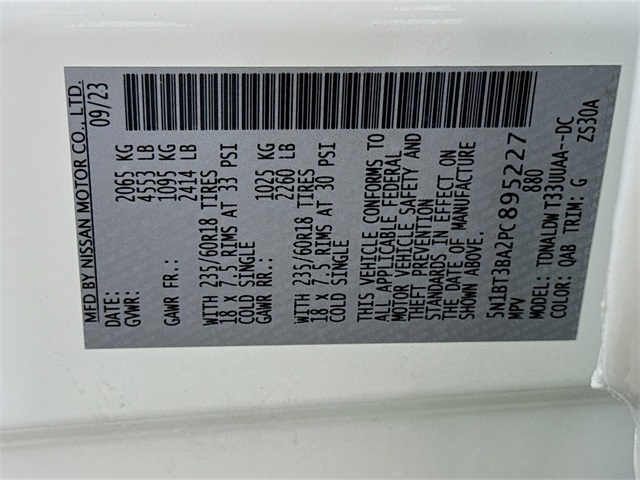 MFD BY NISSAN MOTOR CO., LTD.
DATE: 09/23
GVWR: 2065 KG
4553 LB
GAWR FR.: 1095 KG
2414 LB
WITH 235/60R18 TIRES
18 x 7.5 RIMS AT 33 PSI
COLD SINGLE
GAWR RR.: 1025 KG
2260 LB
WITH 235/60R18 TIRES
18 x 7.5 RIMS AT 30 PSI
COLD SINGLE
THIS VEHICLE CONFORMS TO
ALL APPLICABLE FEDERAL
MOTOR VEHICLE SAFETY AND
THEFT PREVENTION
STANDARDS IN EFFECT ON
THE DATE OF MANUFACTURE
SHOWN ABOVE.
5N1BT3BA2PC895227
MPV 880
MODEL: TDNALDW T33UUAA--DC
COLOR: QAB TRIM: G ZS30A